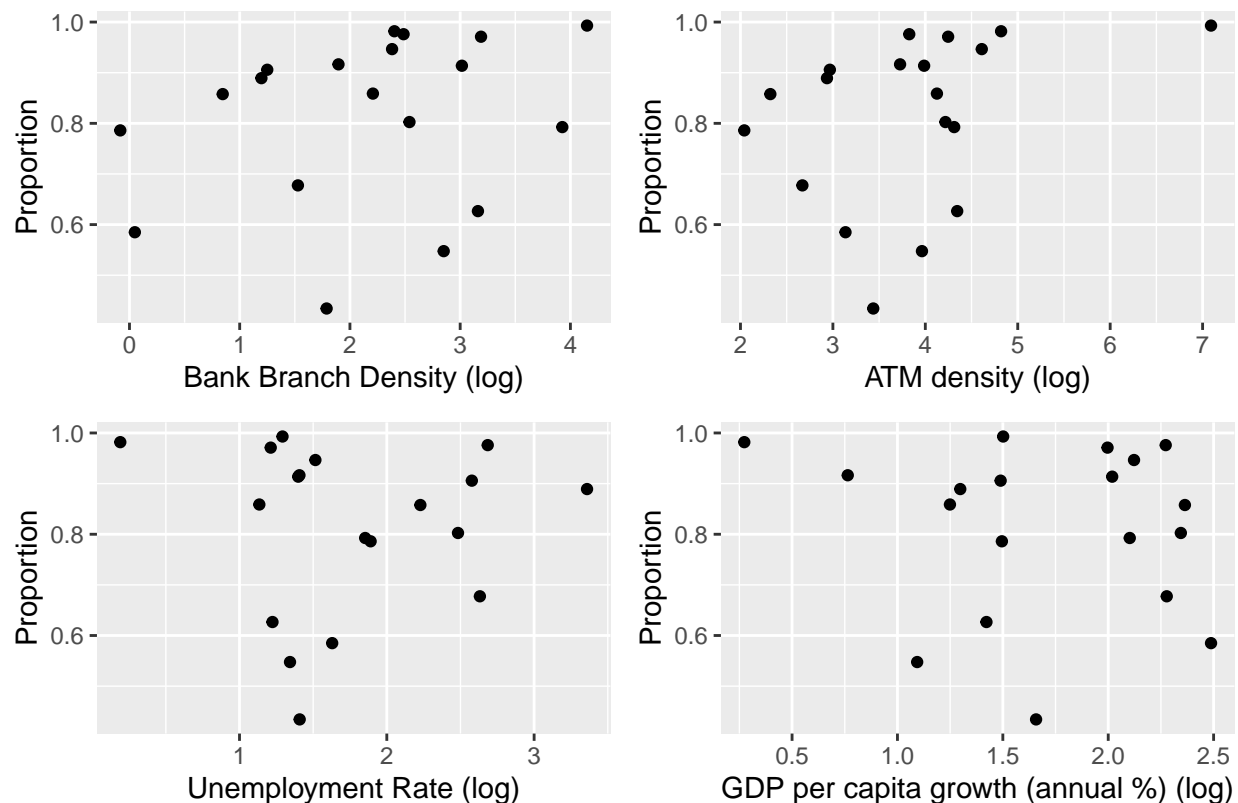 1.0
0.8
0.6
Proportion
0 1 2 3 4
Bank Branch Density (log)
1.0
0.8
0.6
Proportion
2 3 4 5 6 7
ATM density (log)
1.0
0.8
0.6
Proportion
1 2 3
Unemployment Rate (log)
1.0
0.8
0.6
Proportion
0.5 1.0 1.5 2.0 2.5
GDP per capita growth (annual %) (log)